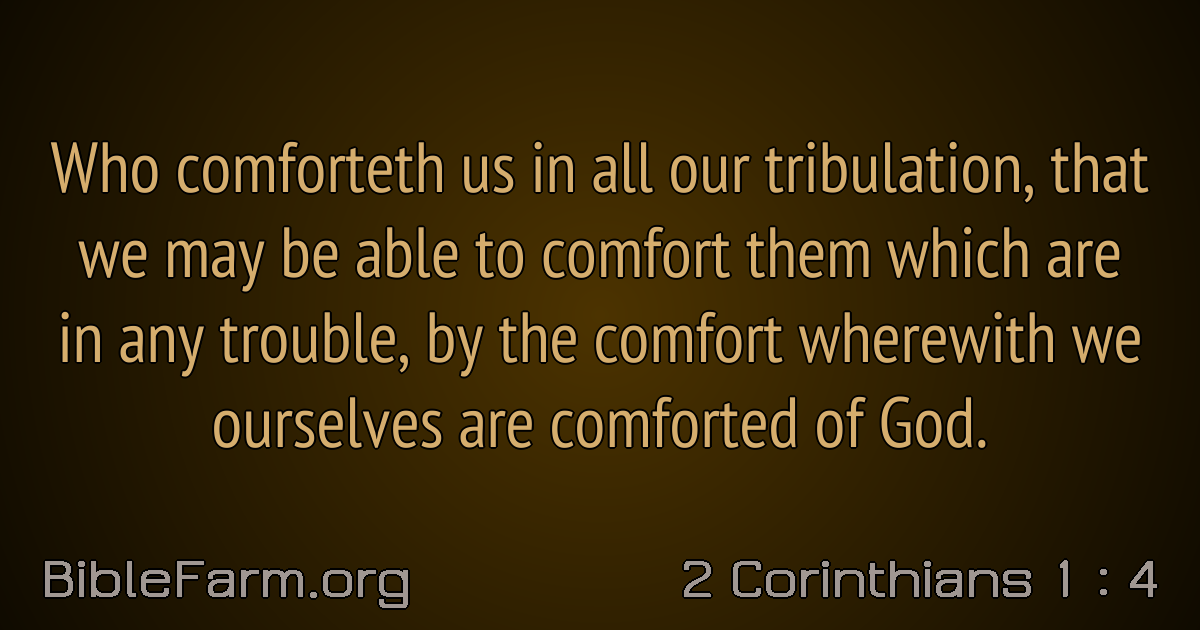 Who comforteth us in all our tribulation, that
we may be able to comfort them which are
in any trouble, by the comfort wherewith we
ourselves are comforted of God.
BibleFarm.org
2 Corinthians 1 : 4